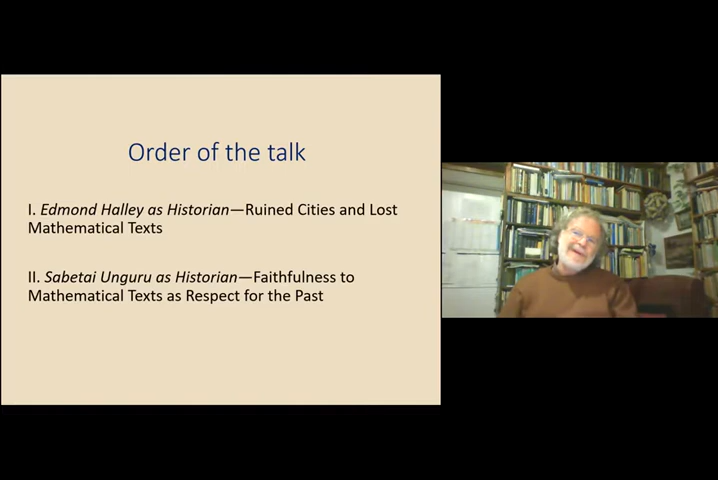 Order of the talk
I. Edmond Halley as Historian—Ruined Cities and Lost
Mathematical Texts
II. Sabetai Unguru as Historian—Faithfulness to
Mathematical Texts as Respect for the Past